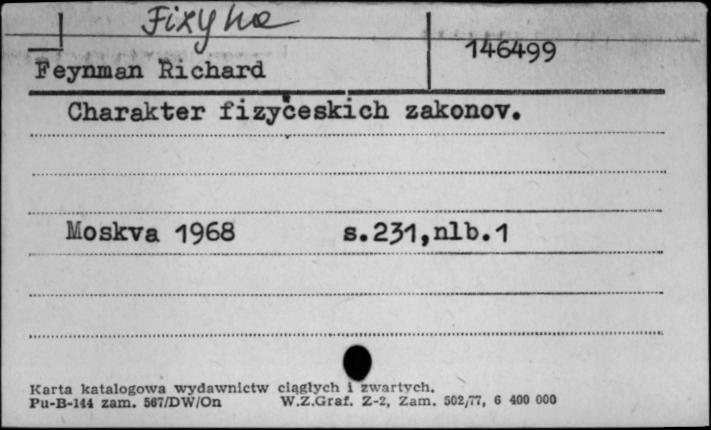 Fizyka
146499
Feynman Richard
Charakter fizyčeskich zakonov.
Moskva 1968 s.231,nlb.1
Karta katalogowa wydawnictw ciągłych i zwartych.
Pu-B-144 zam. 567/DW/On W.Z.Graf. Z-2, Zam. 502/77, 6 400 000